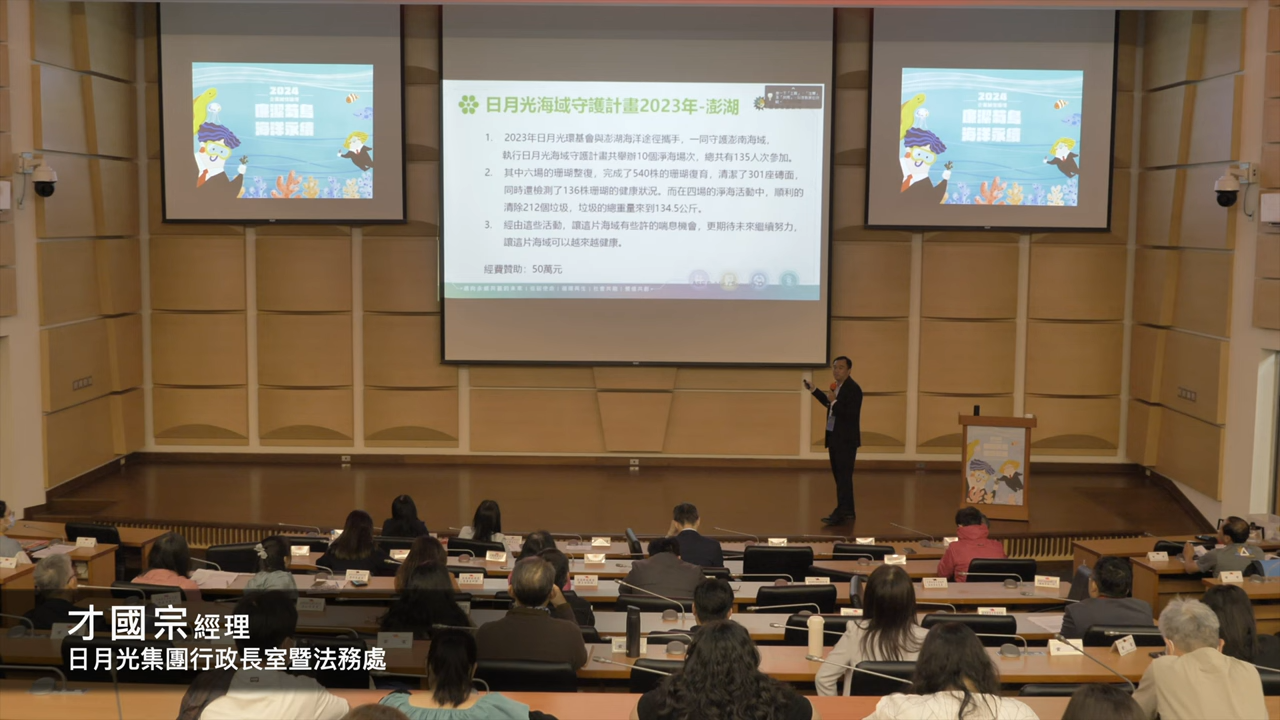 2024
海洋永續
日月光海域守護計畫2023年-澎湖
1. 2023年日月光環基會與澎湖海洋途徑攜手，一同守護澎南海域，
執行日月光海域守護計畫共舉辦10個淨海場次，總共有135人次參加。
2. 其中六場的珊瑚整復，完成了540株的珊瑚復育，清潔了301座磚面，
同時還檢測了136株珊瑚的健康狀況。而在四場的淨海活動中，順利的
清除212個垃圾，垃圾的總重量來到134.5公斤。
3. 經由這些活動，讓這片海域有些許的喘息機會，更期待未來繼續努力，
讓這片海域可以越來越健康。
經費贊助：50萬元
2024
海洋永續
才國宗 經理
日月光集團行政長室暨法務處